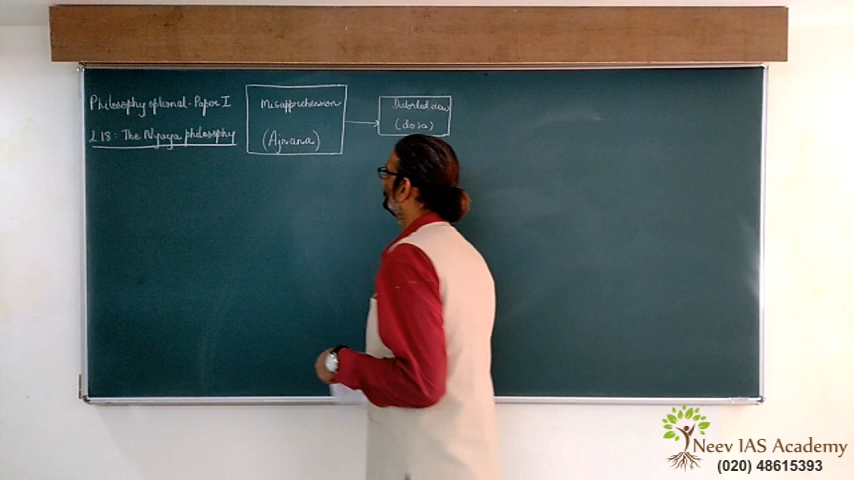 Philosophy optional - Paper I
L 18: The Nyaya philosophy
Misapprehension
(Ajnana)
Distorted view
(dosa)
Neev IAS Academy
(020) 48615393